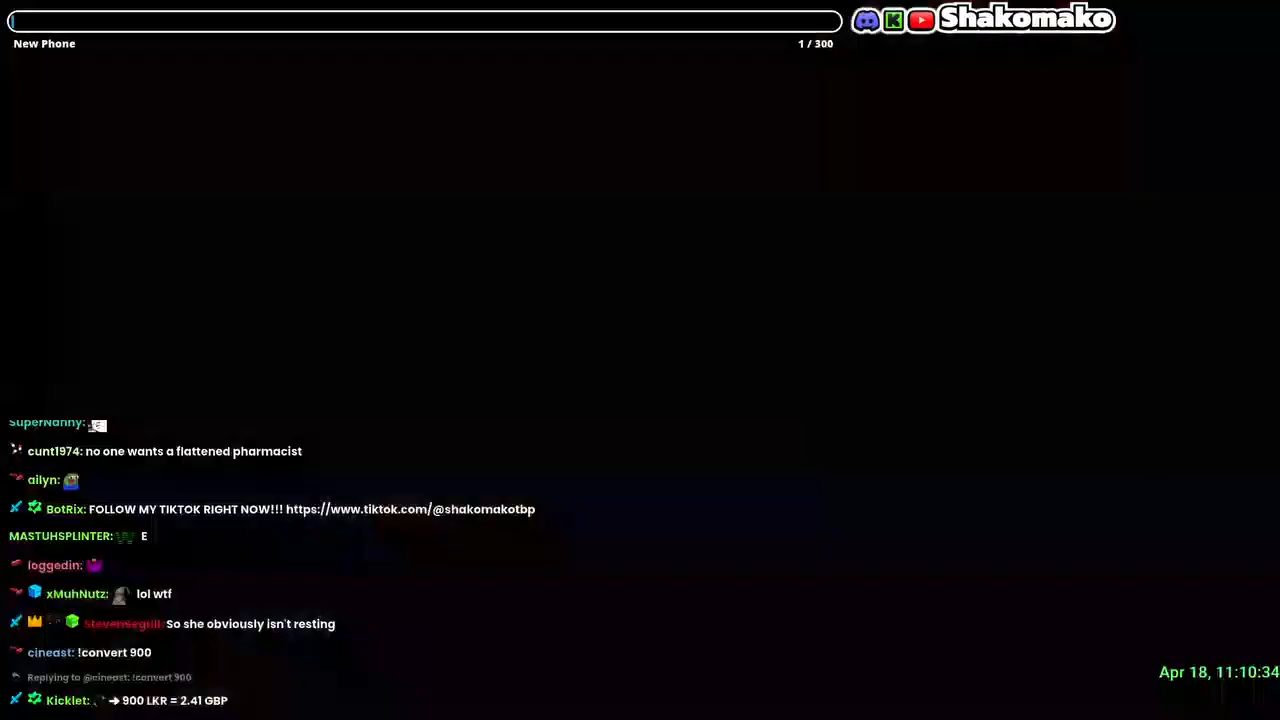 Shakomako
New Phone
1 / 300
SuperNanny:
cunt1974: no one wants a flattened pharmacist
ailyn:
BotRix: FOLLOW MY TIKTOK RIGHT NOW!!! https://www.tiktok.com/@shakomakotbp
MASTUHSPLINTER: E
loggedin:
xMuhNutz: lol wtf
StevenSegrill: So she obviously isn't resting
cineast: !convert 900
Replying to @cineast: !convert 900
Kicklet: → 900 LKR = 2.41 GBP
Apr 18, 11:10:34